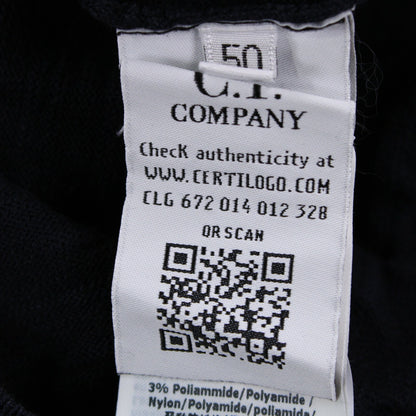 50
C.P.
COMPANY
Check authenticity at
WWW.CERTILOGO.COM
CLG 672 014 012 328
OR SCAN
3% Poliammide/Polyamide/
Nylon/Polyamide/poliamid